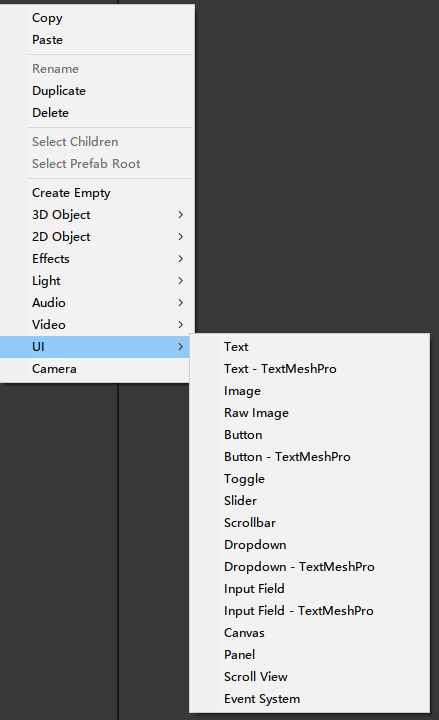 Copy
Paste
Rename
Duplicate
Delete
Select Children
Select Prefab Root
Create Empty
3D Object
2D Object
Effects
Light
Audio
Video
UI
Camera
Text
Text - TextMeshPro
Image
Raw Image
Button
Button - TextMeshPro
Toggle
Slider
Scrollbar
Dropdown
Dropdown - TextMeshPro
Input Field
Input Field - TextMeshPro
Canvas
Panel
Scroll View
Event System